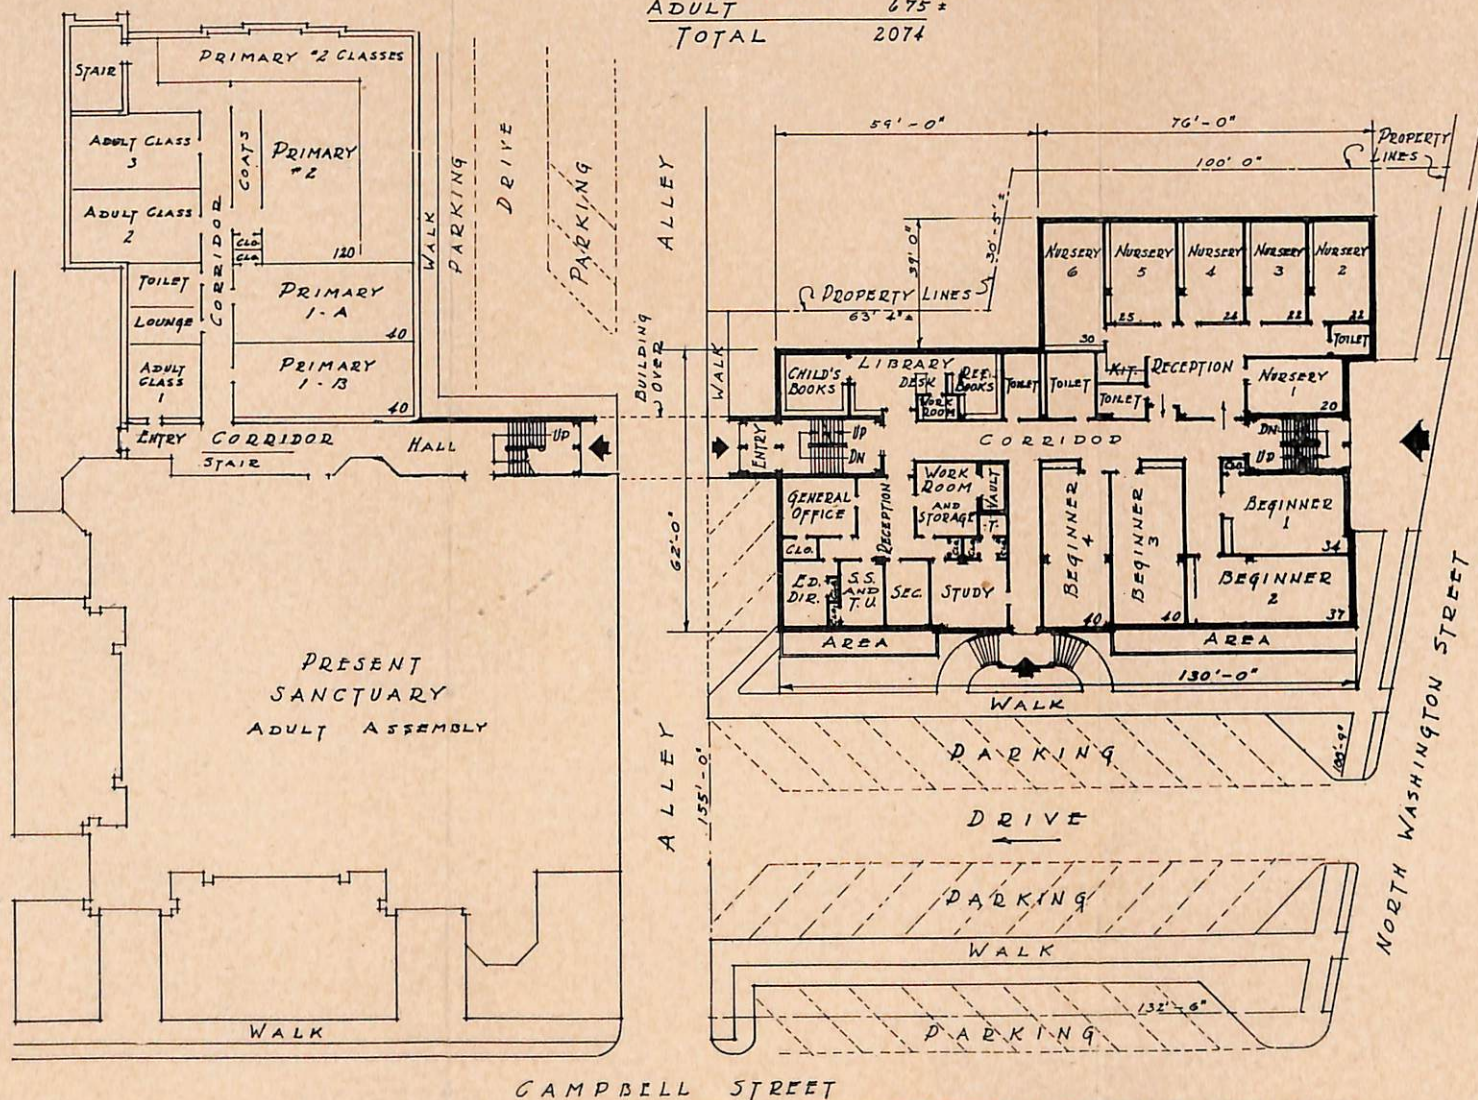 ADULT 675 ±
TOTAL 2074
STAIR
PRIMARY #2 CLASSES
ADULT CLASS
3
COATS
PRIMARY
#2
ADULT CLASS
2
CORRIDOR
CLO.
CLO.
120
TOILET
LOUNGE
PRIMARY
1-A
40
ADULT
CLASS
1
PRIMARY
1-B
40
WALK
PARKING
DRIVE
PARKING
ALLEY
BUILDING
OVER
WALK
ENTRY
CORRIDOR
STAIR
HALL
UP
59'-0"
76'-0"
PROPERTY
LINES
100' 0"
39'-0"
30'-5"±
PROPERTY LINES
63'4"±
NURSERY
6
NURSERY
5
NURSERY
4
NURSERY
3
NURSERY
2
30
25
24
22
22
TOILET
LIBRARY
CHILD'S
BOOKS
DESK
REF.
BOOKS
WORK
ROOM
TOILET
TOILET
KIT.
TOILET
RECEPTION
NURSERY
1
20
ENTRY
UP
DN
CORRIDOR
DN
UP
62'-0"
GENERAL
OFFICE
RECEPTION
WORK
ROOM
AND
STORAGE
VAULT
T.
CLO.
CLO.
CLO.
CLO.
CLO.
ED.
DIR.
CLO.
CLO.
S.S.
AND
T.U.
SEC.
STUDY
BEGINNER
4
40
BEGINNER
3
40
BEGINNER
1
34
BEGINNER
2
37
AREA
AREA
130'-0"
WALK
PRESENT
SANCTUARY
ADULT ASSEMBLY
ALLEY
155'-0"
PARKING
100'-9"
DRIVE
PARKING
WALK
132'-6"
PARKING
NORTH WASHINGTON STREET
WALK
CAMPBELL STREET